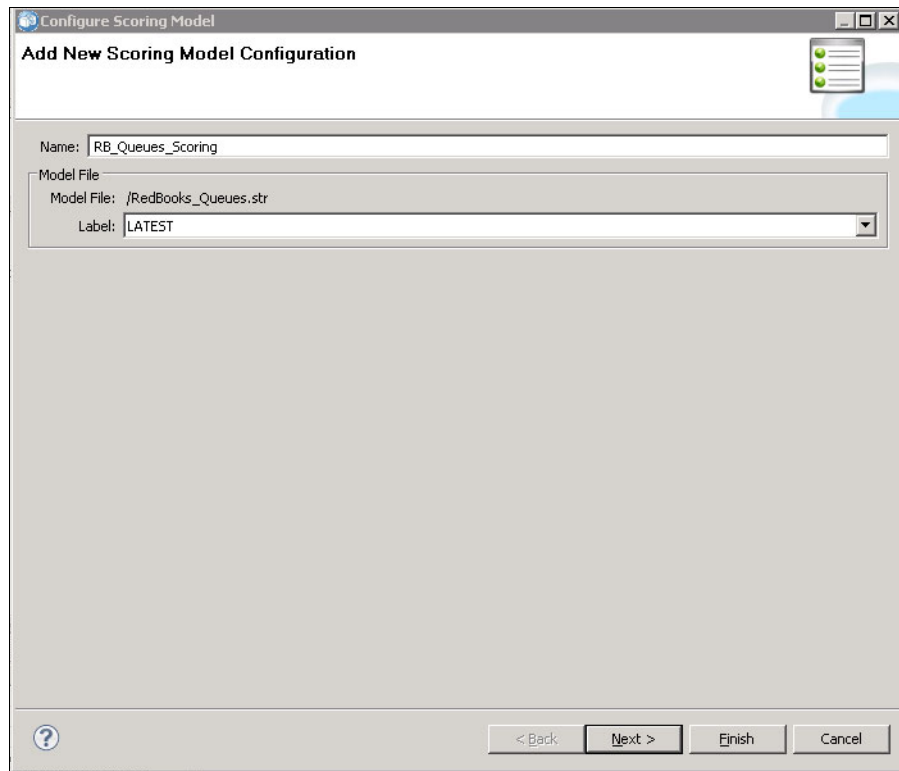 Configure Scoring Model
Add New Scoring Model Configuration
Name: RB_Queues_Scoring
Model File
Model File: /RedBooks_Queues.str
Label: LATEST
? < Back Next > Finish Cancel